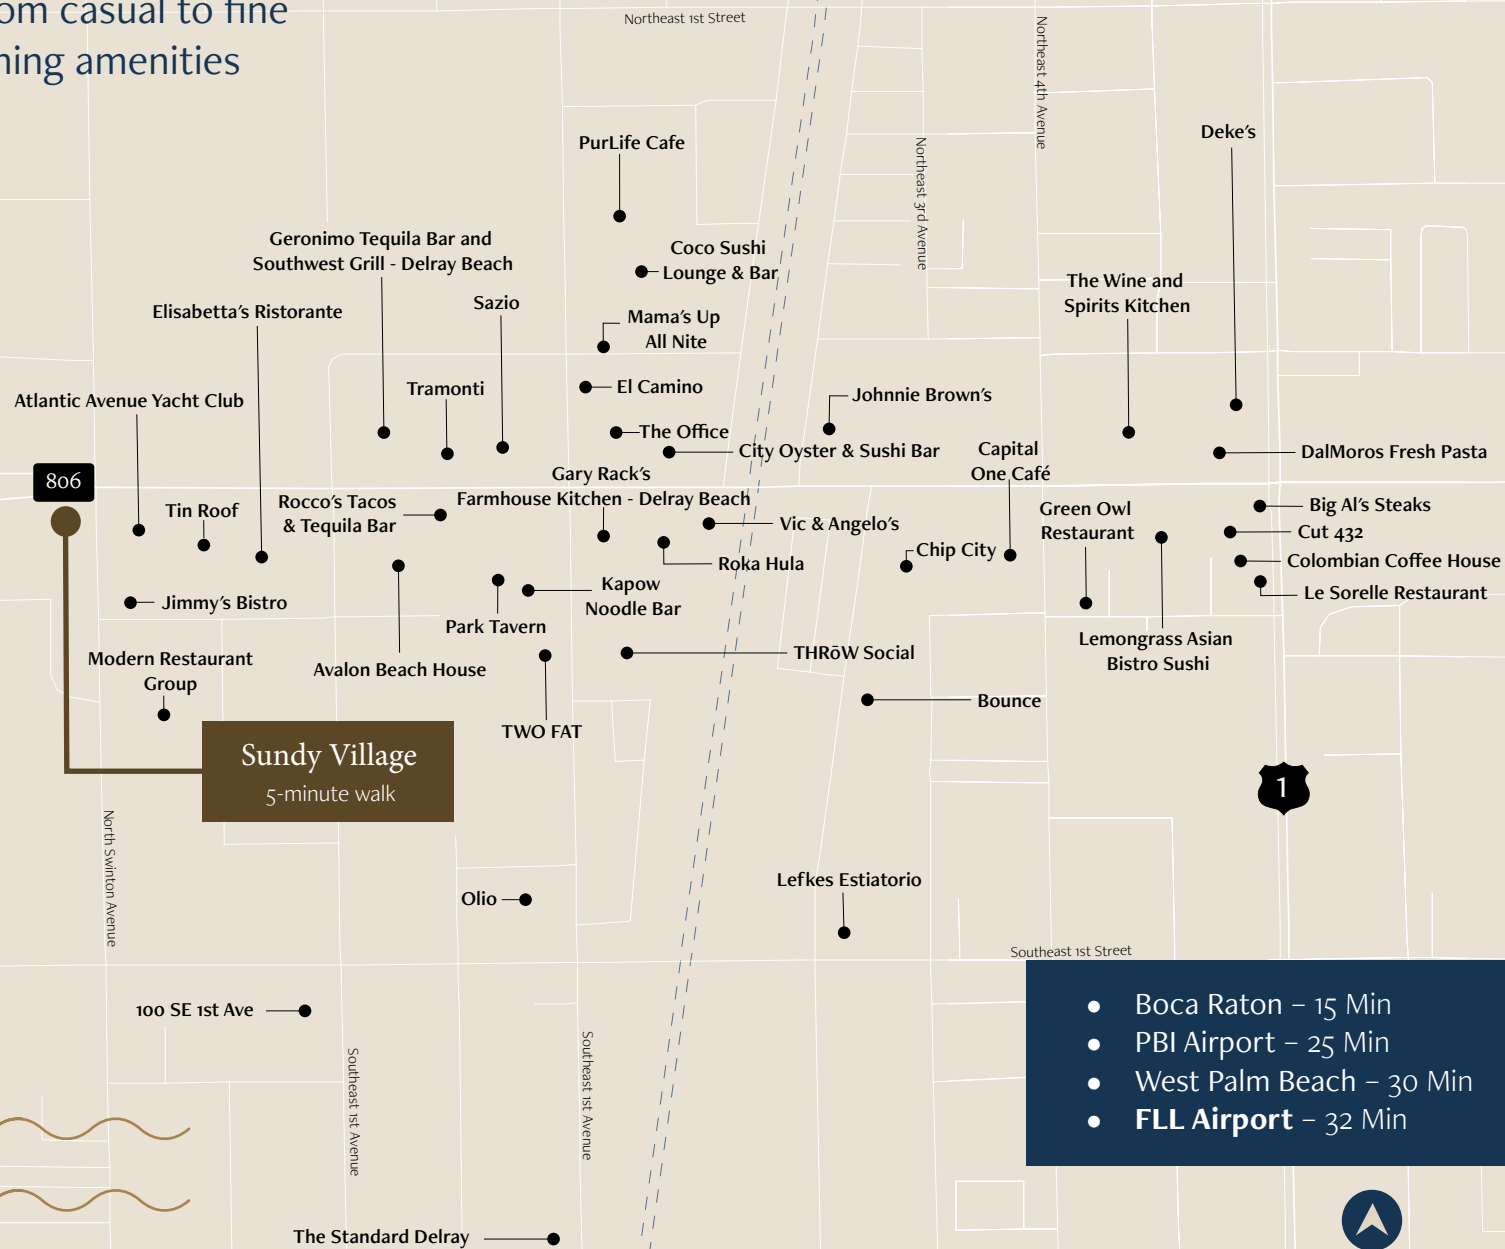 om casual to fine
ning amenities
Northeast 1st Street
Northeast 4th Avenue
Northeast 3rd Avenue
PurLife Cafe
Deke's
Geronimo Tequila Bar and
Southwest Grill - Delray Beach
Coco Sushi
Lounge & Bar
The Wine and
Spirits Kitchen
Elisabetta's Ristorante
Sazio
Mama's Up
All Nite
Tramonti
El Camino
Johnnie Brown's
Atlantic Avenue Yacht Club
The Office
City Oyster & Sushi Bar
Capital
One Café
DalMoros Fresh Pasta
806
Gary Rack's
Farmhouse Kitchen - Delray Beach
Tin Roof
Rocco's Tacos
& Tequila Bar
Vic & Angelo's
Green Owl
Restaurant
Big Al's Steaks
Cut 432
Chip City
Roka Hula
Colombian Coffee House
Kapow
Noodle Bar
Le Sorelle Restaurant
Jimmy's Bistro
Park Tavern
Lemongrass Asian
Bistro Sushi
Modern Restaurant
Group
Avalon Beach House
THRōW Social
Bounce
TWO FAT
Sundy Village
5-minute walk
1
North Swinton Avenue
Olio
Lefkes Estiatorio
Southeast 1st Street
100 SE 1st Ave
Southeast 1st Avenue
Southeast 1st Avenue
• Boca Raton – 15 Min
• PBI Airport – 25 Min
• West Palm Beach – 30 Min
• FLL Airport – 32 Min
The Standard Delray